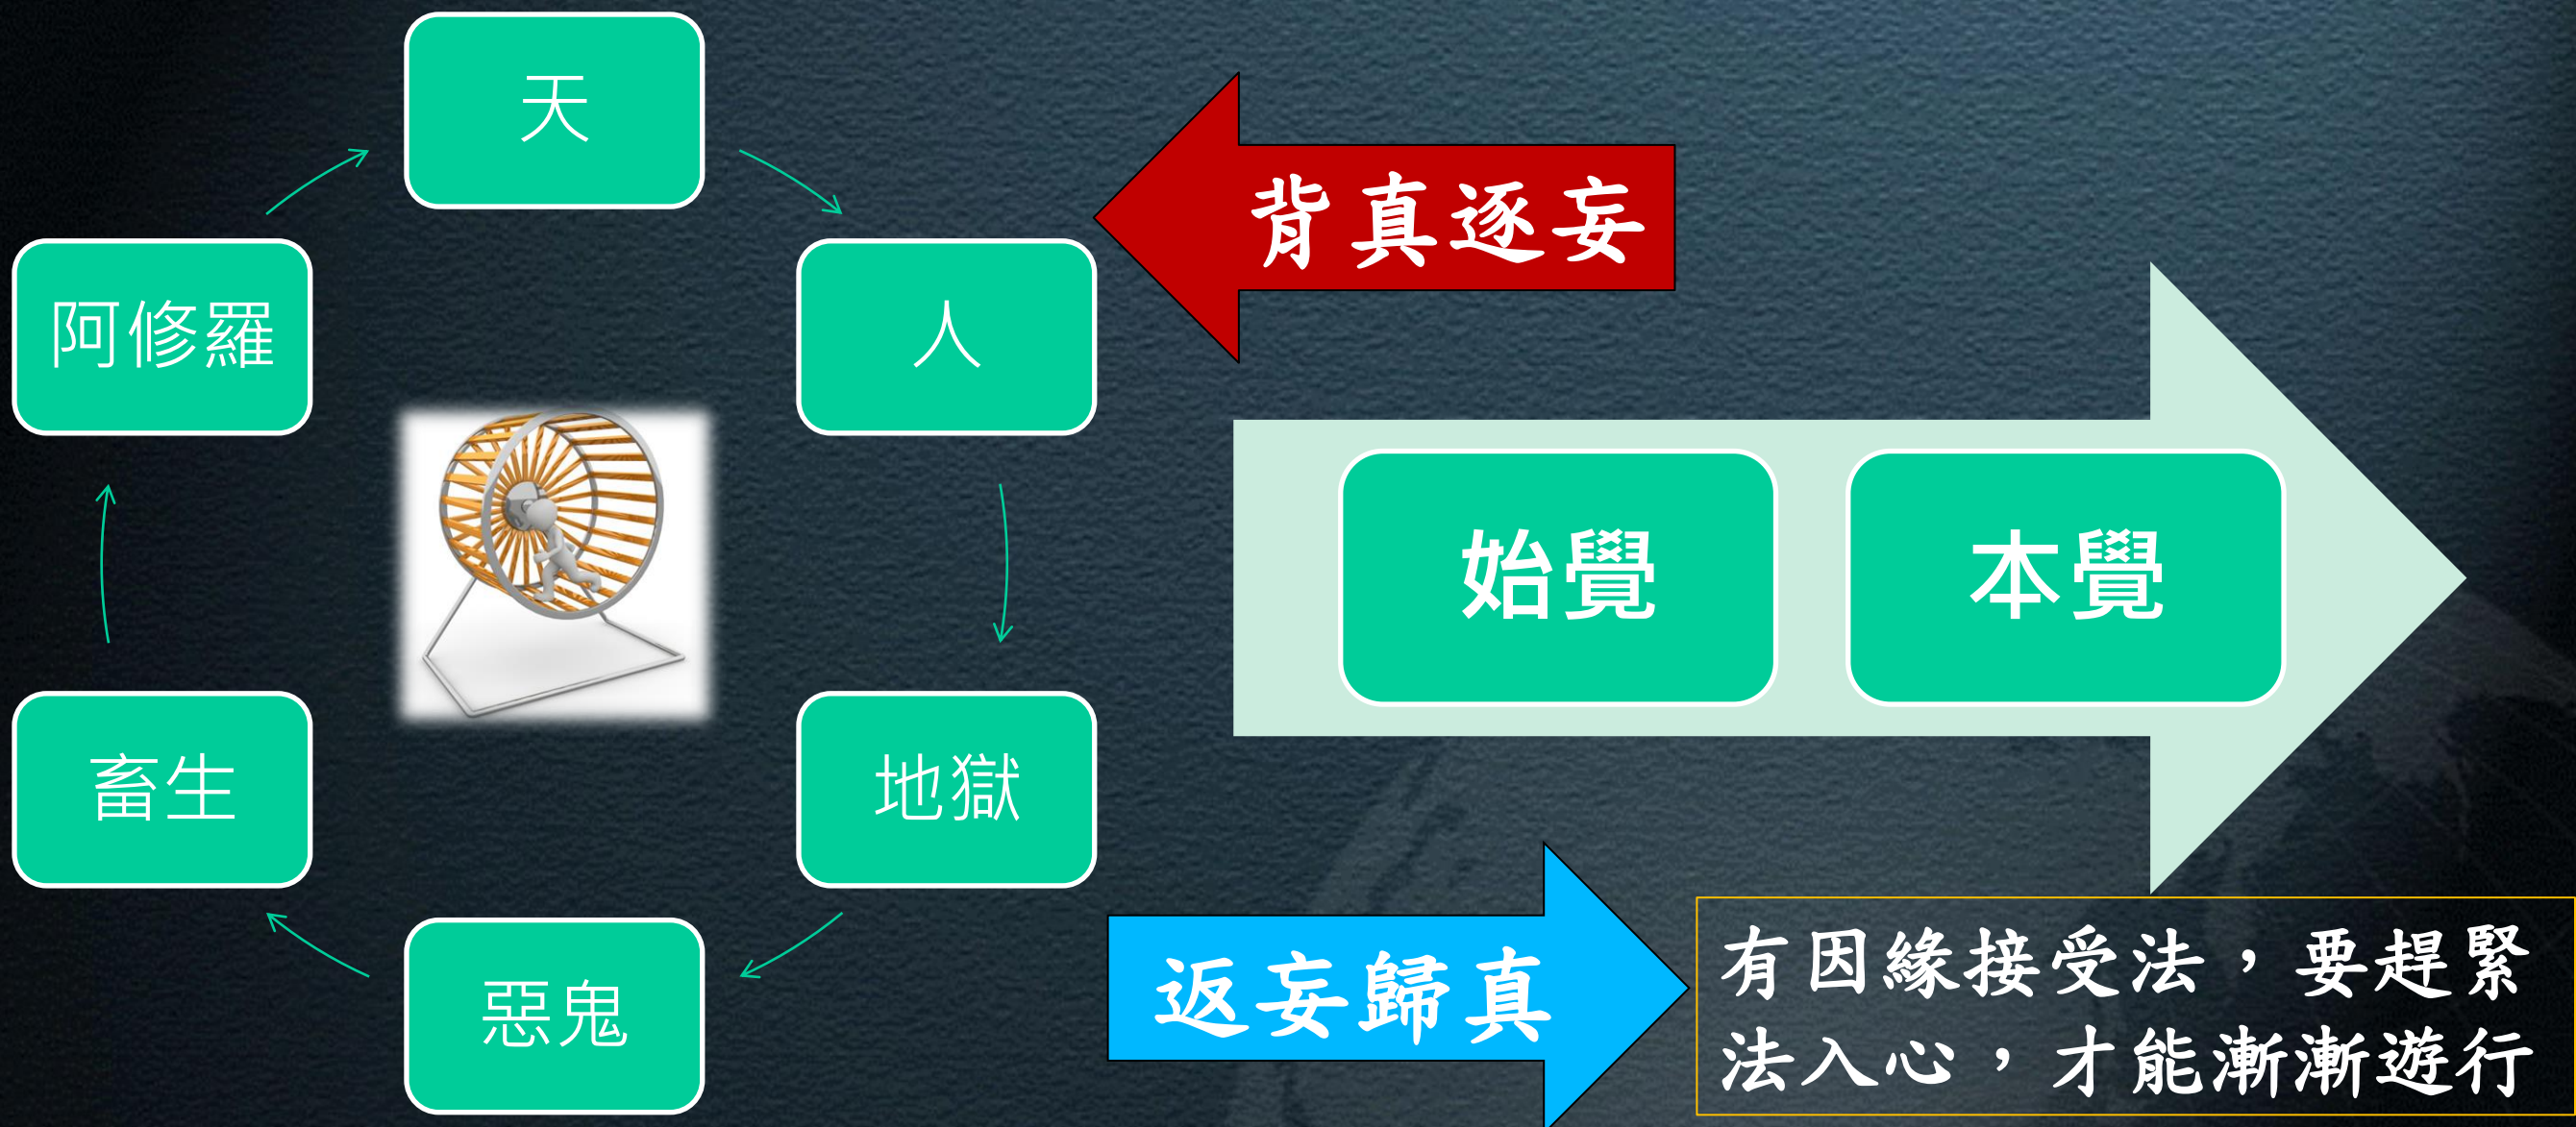 天
人
地獄
惡鬼
畜生
阿修羅
背真逐妄
始覺
本覺
返妄歸真
有因緣接受法，要趕緊
法入心，才能漸漸遊行